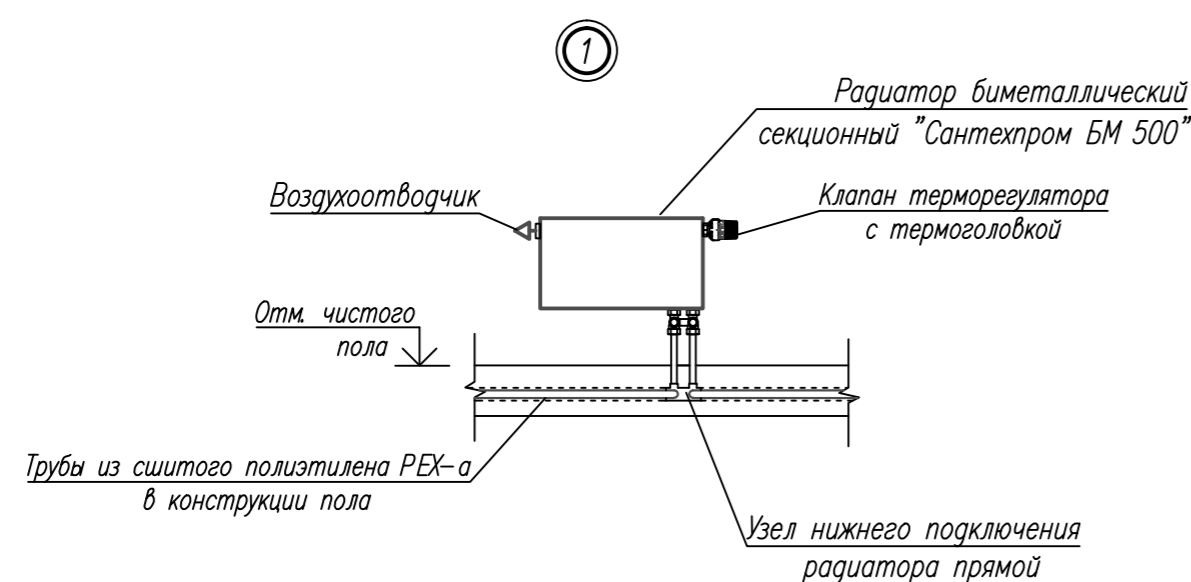 1
Радиатор биметаллический
секционный "Сантехпром БМ 500"
Воздухоотводчик
Клапан терморегулятора
с термоголовкой
Отм. чистого
пола
Трубы из сшитого полиэтилена PEX-a
в конструкции пола
Узел нижнего подключения
радиатора прямой